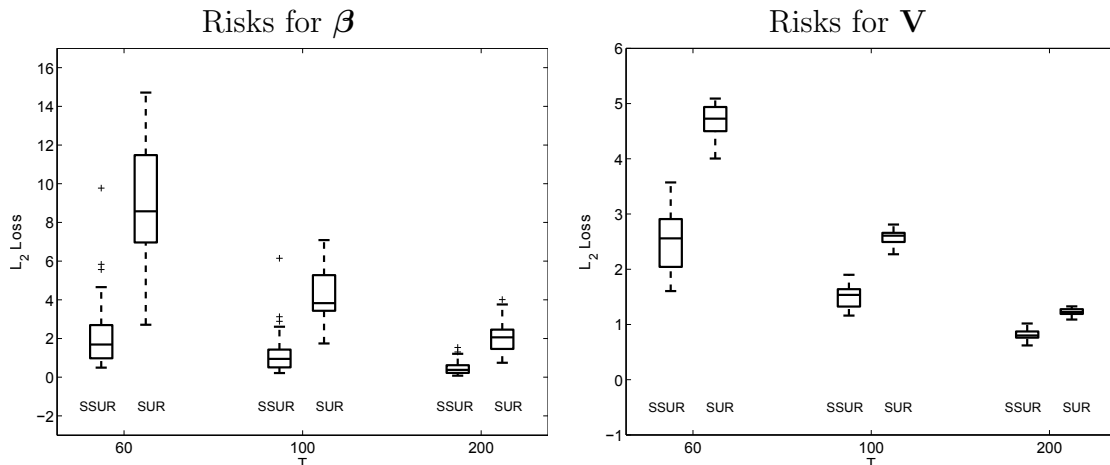 Risks for β
Risks for V
16
14
12
10
8
6
4
2
0
−2
L₂ Loss
SSUR SUR SSUR SUR SSUR SUR
60 100 200
T
6
5
4
3
2
1
0
−1
L₂ Loss
SSUR SUR SSUR SUR SSUR SUR
60 100 200
T